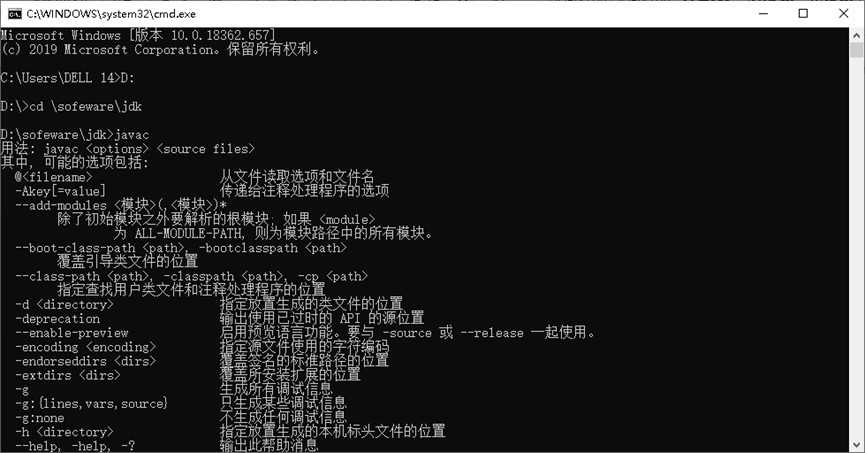 C:\WINDOWS\system32\cmd.exe
Microsoft Windows [版本 10.0.18362.657]
(c) 2019 Microsoft Corporation。保留所有权利。
C:\Users\DELL 14>D:
D:\>cd \sofeware\jdk
D:\sofeware\jdk>javac
用法: javac <options> <source files>
其中, 可能的选项包括:
@<filename> 从文件读取选项和文件名
-Akey[=value] 传递给注释处理程序的选项
--add-modules <模块>(,<模块>)*
除了初始模块之外要解析的根模块; 如果 <module>
为 ALL-MODULE-PATH, 则为模块路径中的所有模块。
--boot-class-path <path>, -bootclasspath <path>
覆盖引导类文件的位置
--class-path <path>, -classpath <path>, -cp <path>
指定查找用户类文件和注释处理程序的位置
-d <directory> 指定放置生成的类文件的位置
-deprecation 输出使用已过时的 API 的源位置
--enable-preview 启用预览语言功能。要与 -source 或 --release 一起使用。
-encoding <encoding> 指定源文件使用的字符编码
-endorseddirs <dirs> 覆盖签名的标准路径的位置
-extdirs <dirs> 覆盖所安装扩展的位置
-g 生成所有调试信息
-g:{lines,vars,source} 只生成某些调试信息
-g:none 不生成任何调试信息
-h <directory> 指定放置生成的本机标头文件的位置
--help, -help, -? 输出此帮助消息